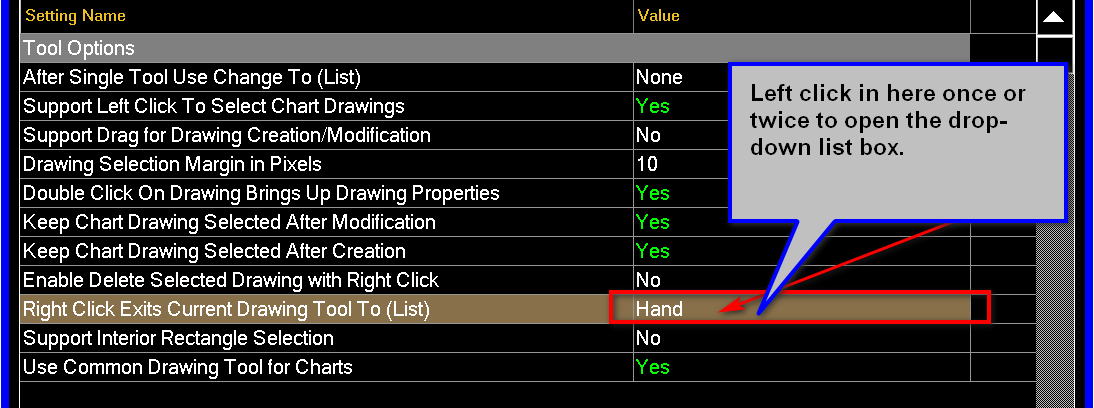 Setting Name Value
Tool Options
After Single Tool Use Change To (List) None
Support Left Click To Select Chart Drawings Yes
Support Drag for Drawing Creation/Modification No
Drawing Selection Margin in Pixels 10
Double Click On Drawing Brings Up Drawing Properties Yes
Keep Chart Drawing Selected After Modification Yes
Keep Chart Drawing Selected After Creation Yes
Enable Delete Selected Drawing with Right Click No
Right Click Exits Current Drawing Tool To (List) Hand
Support Interior Rectangle Selection No
Use Common Drawing Tool for Charts Yes
Left click in here once or
twice to open the drop-
down list box.